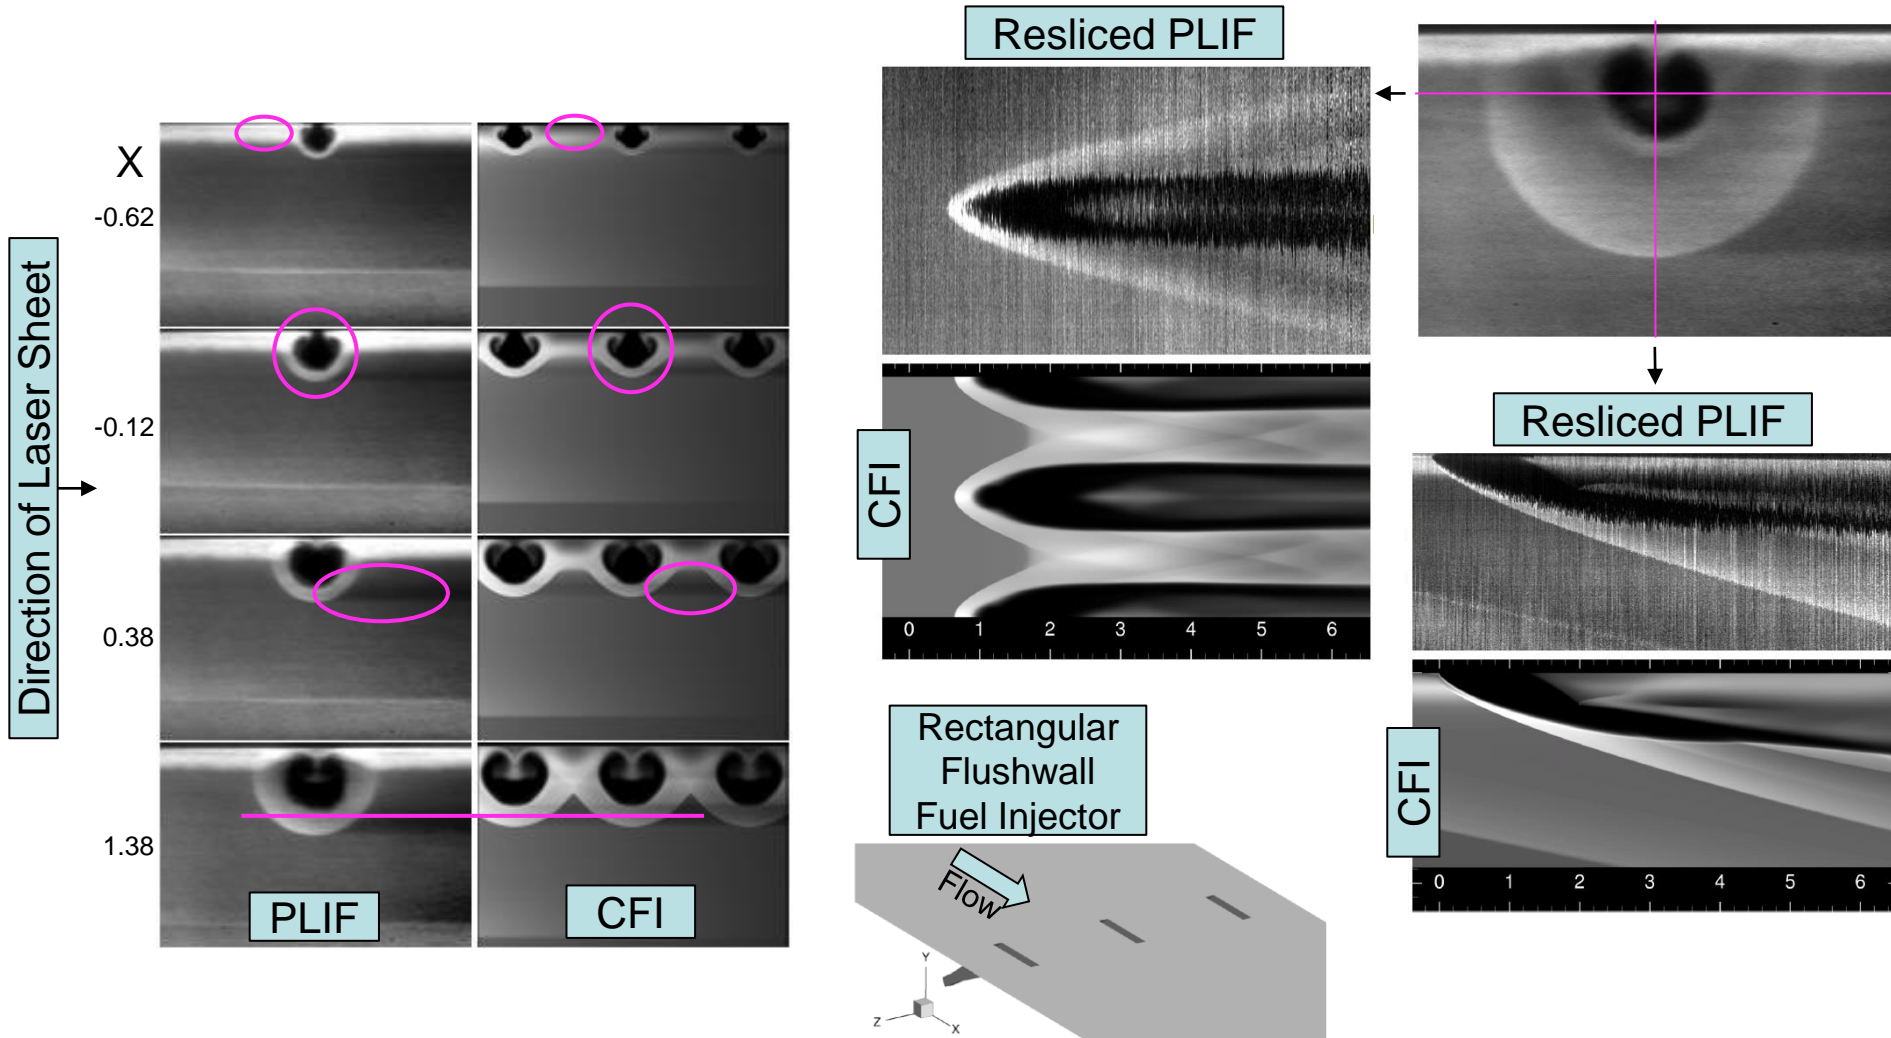 Direction of Laser Sheet
X
-0.62
-0.12
0.38
1.38
PLIF
CFI
Resliced PLIF
CFI
0 1 2 3 4 5 6
Resliced PLIF
CFI
0 1 2 3 4 5 6
Rectangular
Flushwall
Fuel Injector
Flow
Y
Z
X